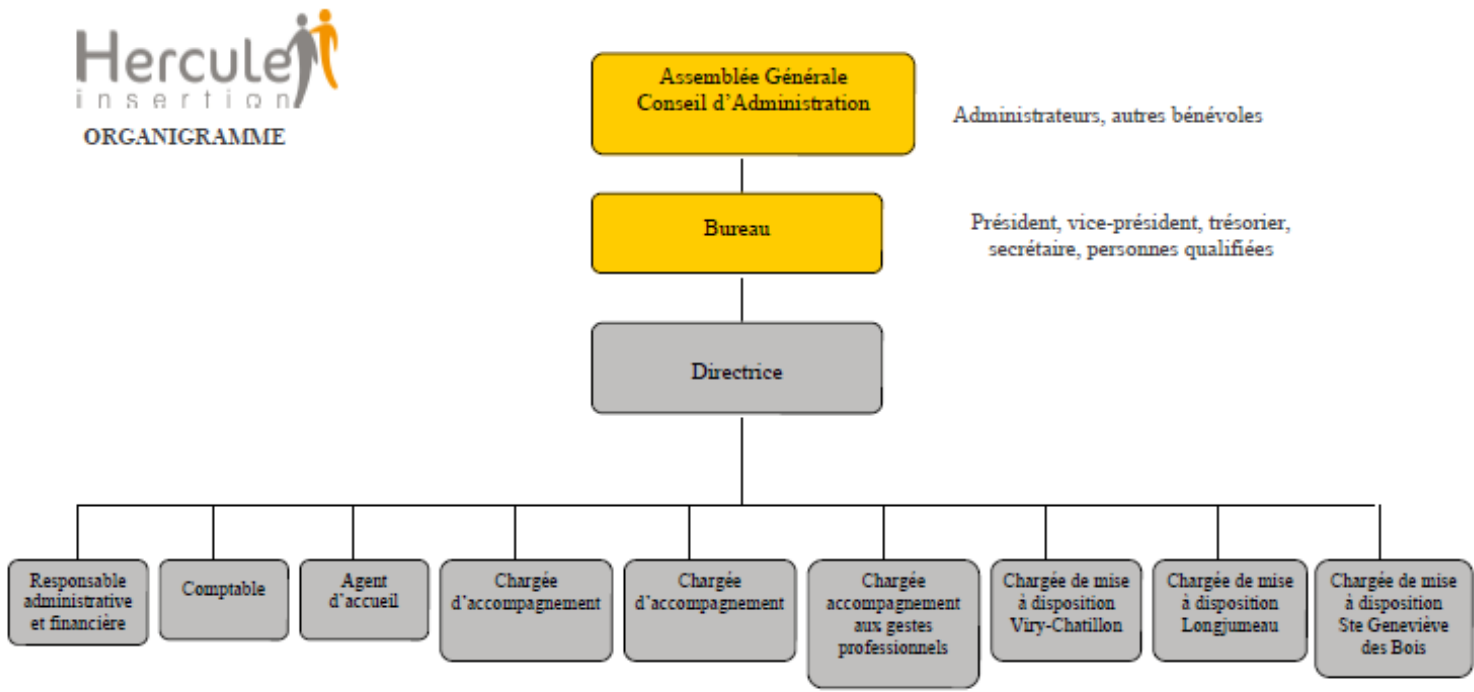 Hercule
insertion
ORGANIGRAMME
Assemblée Générale
Conseil d'Administration
Administrateurs, autres bénévoles
Bureau
Président, vice-président, trésorier,
secrétaire, personnes qualifiées
Directrice
Responsable
administrative
et financière
Comptable
Agent
d'accueil
Chargée
d'accompagnement
Chargée
d'accompagnement
Chargée
accompagnement
aux gestes
professionnels
Chargée de mise
à disposition
Viry-Chatillon
Chargée de mise
à disposition
Longjumeau
Chargée de mise
à disposition
Ste Geneviève
des Bois